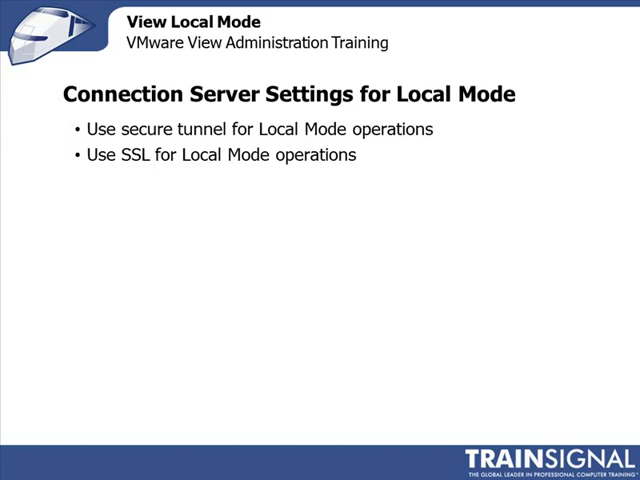 View Local Mode
VMware View Administration Training
Connection Server Settings for Local Mode
• Use secure tunnel for Local Mode operations
• Use SSL for Local Mode operations
TRAINSIGNAL
THE GLOBAL LEADER IN PROFESSIONAL COMPUTER TRAINING